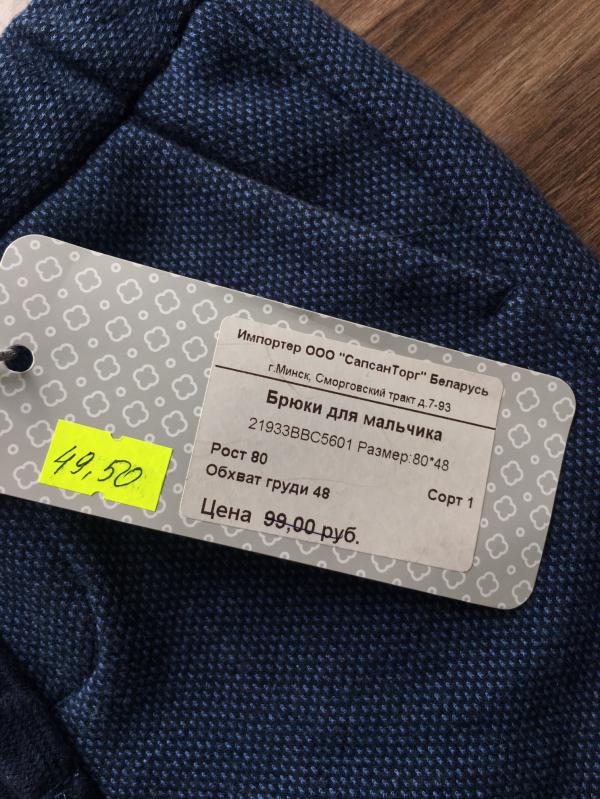 Импортер ООО "СапсанТорг" Беларусь
г.Минск, Сморговский тракт д.7-93
Брюки для мальчика
21933BBC5601 Размер:80*48
Рост 80
Обхват груди 48
Сорт 1
Цена 99,00 руб.
49,50